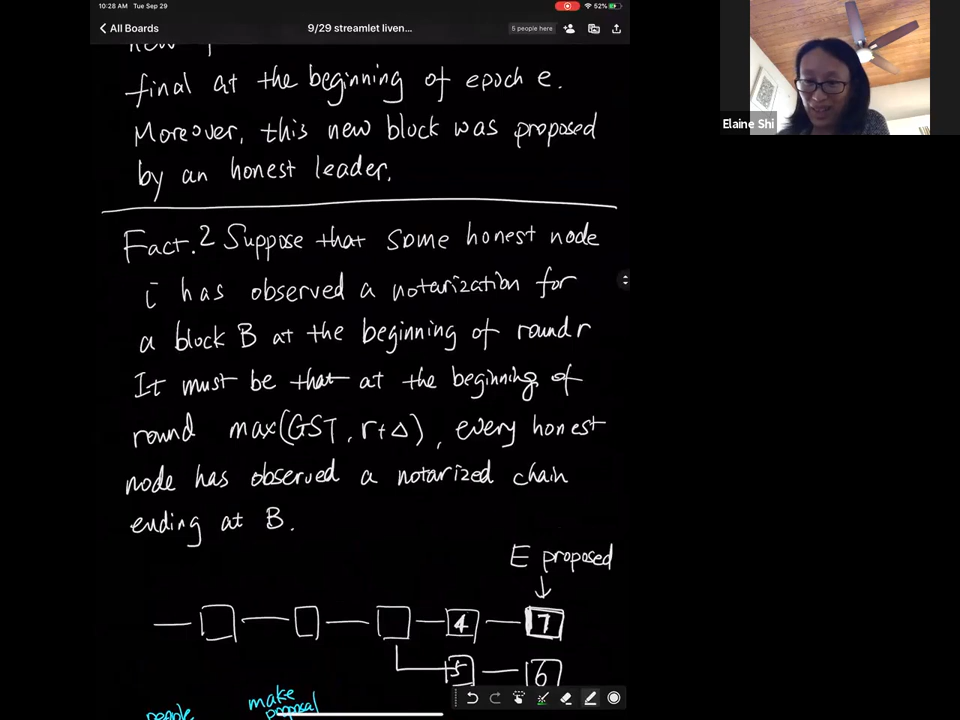 10:28 AM Tue Sep 29
52%
All Boards
9/29 streamlet liven...
5 people here
final at the beginning of epoch e.
Moreover, this new block was proposed
by an honest leader.
Fact.2 Suppose that some honest node
i has observed a notarization for
a block B at the beginning of round r
It must be that at the beginning of
round max(GST, r+Δ), every honest
node has observed a notarized chain
ending at B.
E proposed
4
7
5
6
make
proposal
people
Elaine Shi